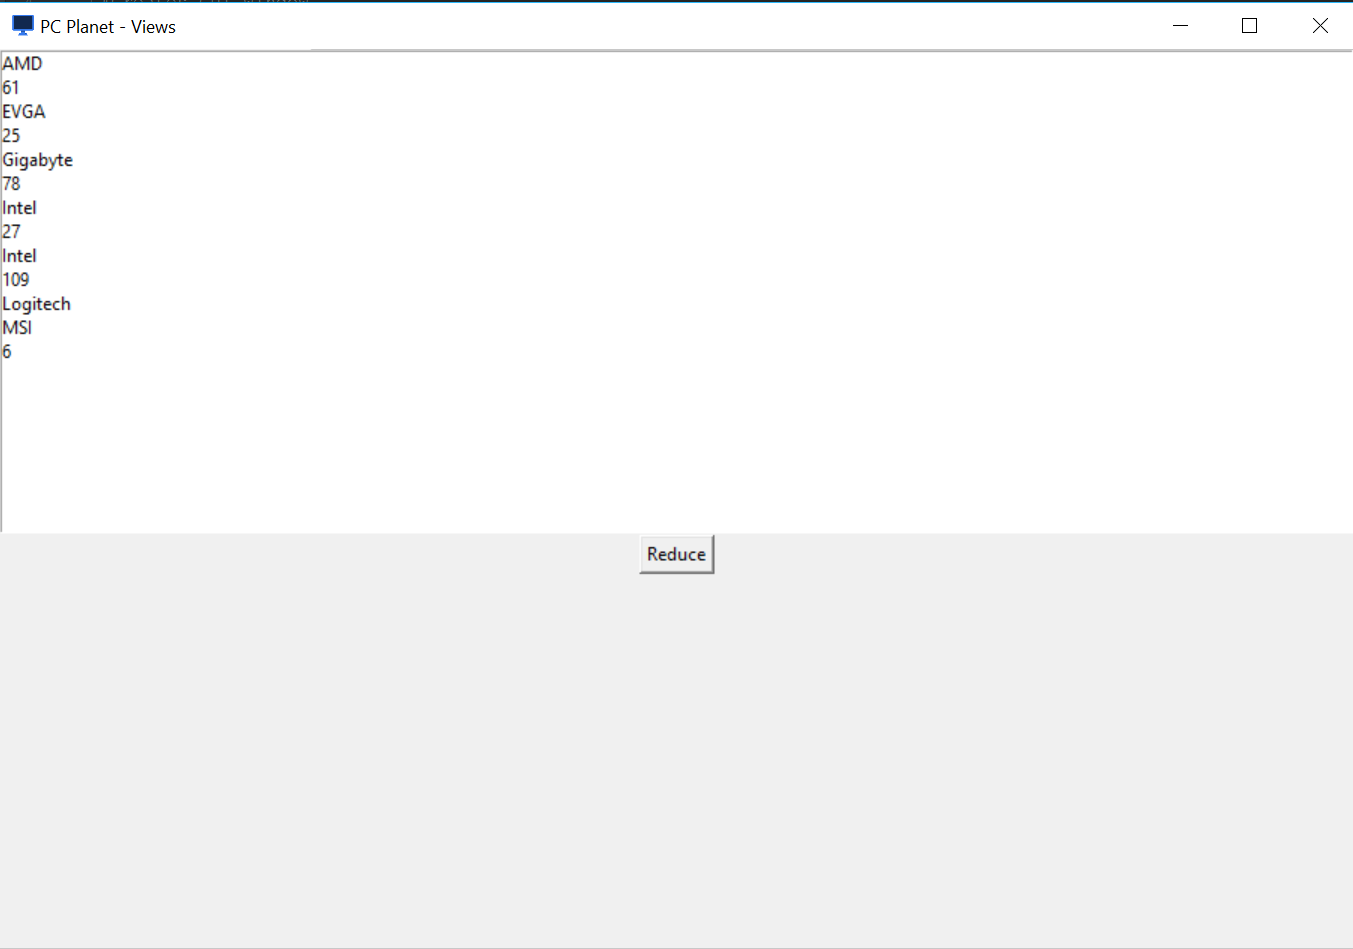 PC Planet - Views
AMD
61
EVGA
25
Gigabyte
78
Intel
27
Intel
109
Logitech
MSI
6
Reduce